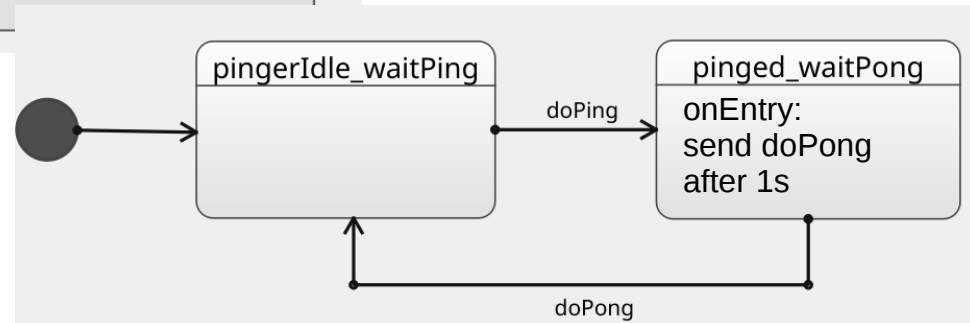 pingerIdle_waitPing
pinged_waitPong
doPing
onEntry:
send doPong
after 1s
doPong